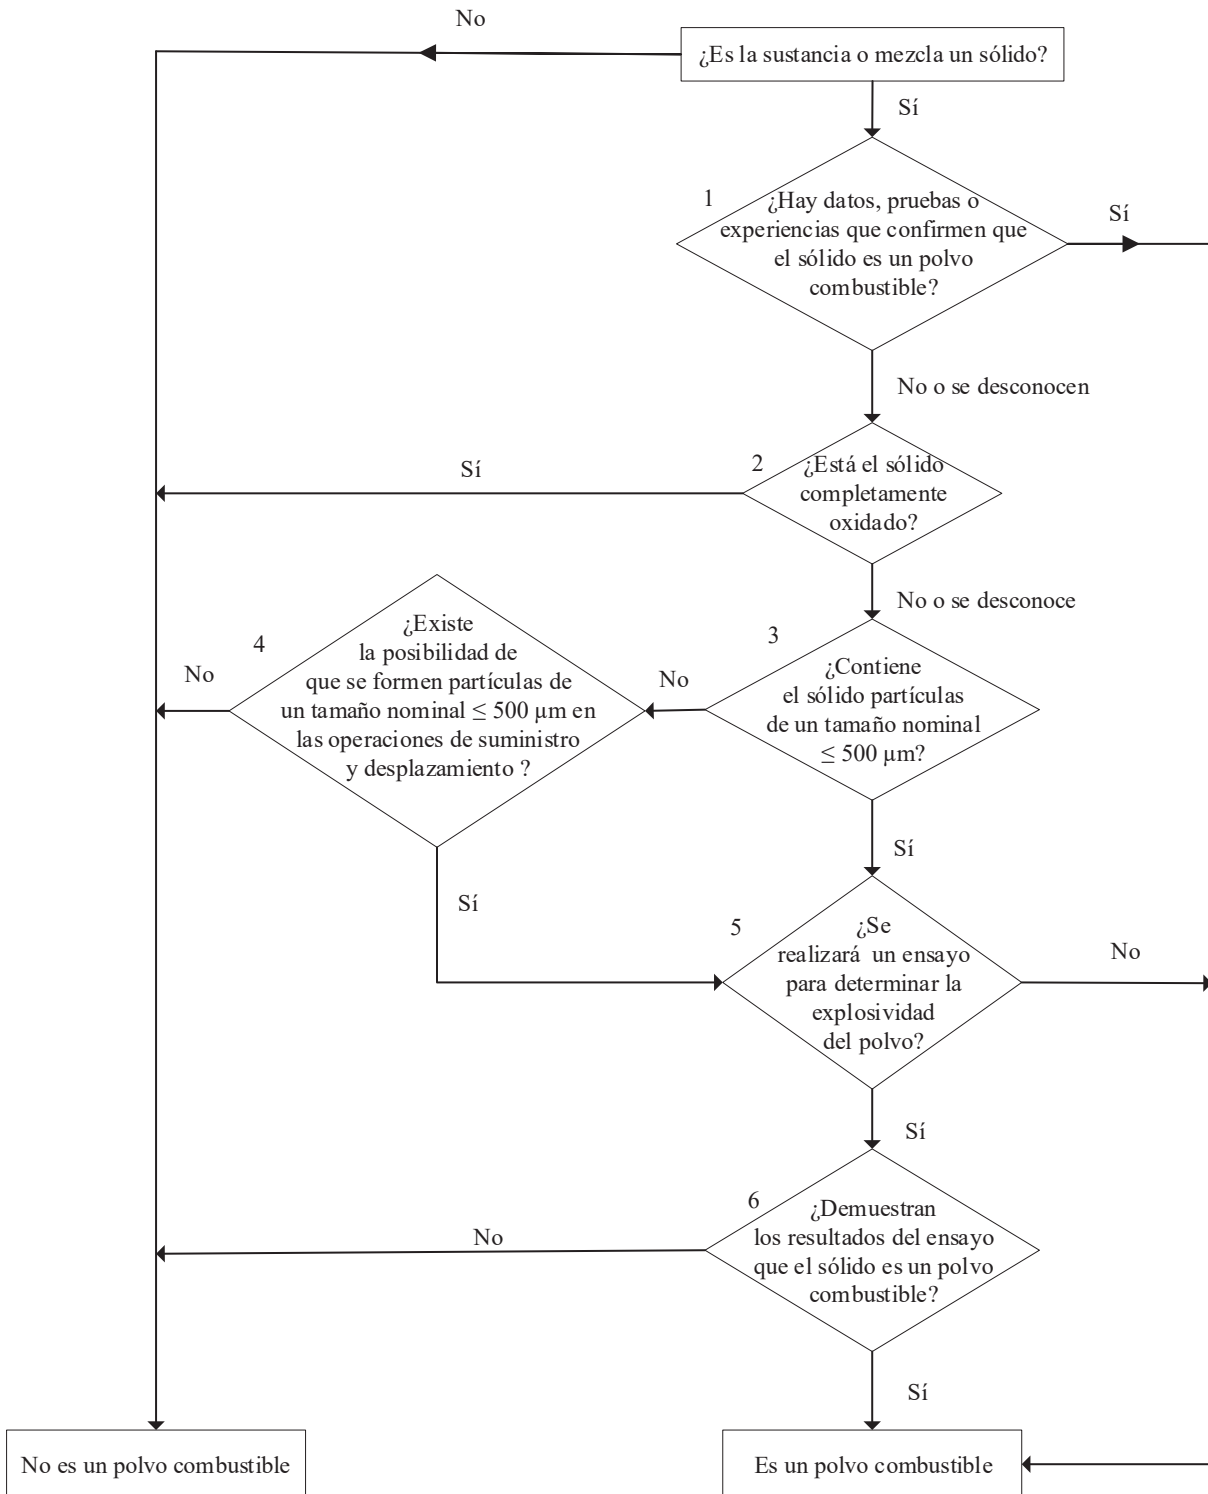 No
¿Es la sustancia o mezcla un sólido?
Sí
1
¿Hay datos, pruebas o
experiencias que confirmen que
el sólido es un polvo
combustible?
Sí
No o se desconocen
2
¿Está el sólido
completamente
oxidado?
Sí
No o se desconoce
3
¿Contiene
el sólido partículas
de un tamaño nominal
≤ 500 µm?
No
4
¿Existe
la posibilidad de
que se formen partículas de
un tamaño nominal ≤ 500 µm en
las operaciones de suministro
y desplazamiento ?
No
Sí
Sí
5
¿Se
realizará un ensayo
para determinar la
explosividad
del polvo?
No
Sí
6
¿Demuestran
los resultados del ensayo
que el sólido es un polvo
combustible?
No
Sí
No es un polvo combustible
Es un polvo combustible